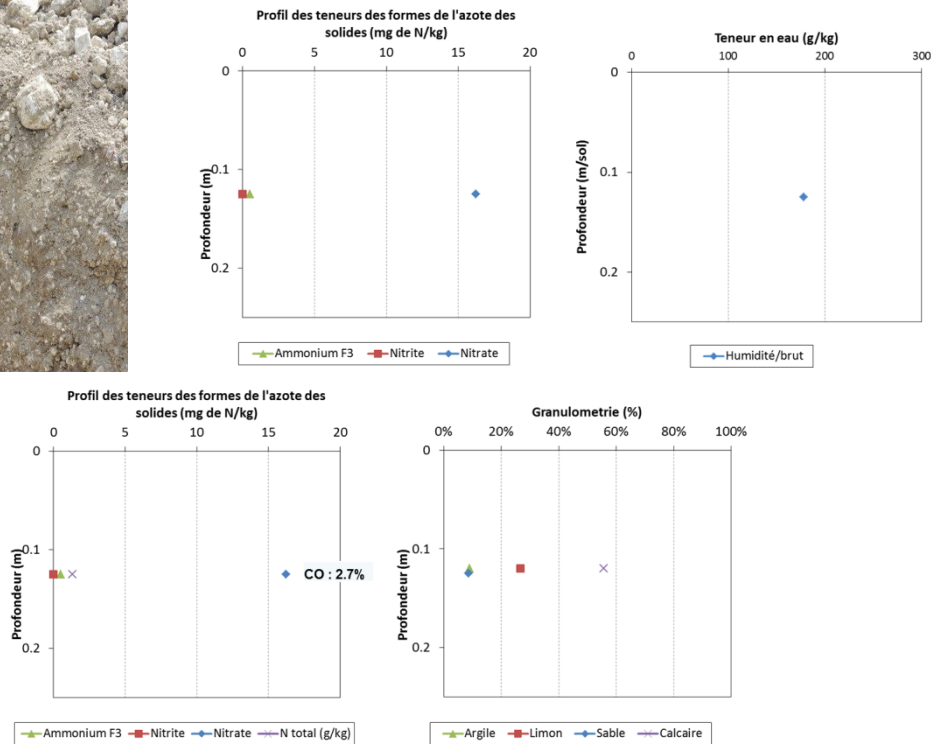 Profil des teneurs des formes de l'azote des
solides (mg de N/kg)
0 5 10 15 20
0
0.1
0.2
Profondeur (m)
Ammonium F3 Nitrite Nitrate
Teneur en eau (g/kg)
0 100 200 300
0
0.1
0.2
Profondeur (m/sol)
Humidité/brut
Profil des teneurs des formes de l'azote des
solides (mg de N/kg)
0 5 10 15 20
0
0.1
0.2
Profondeur (m)
CO : 2.7%
Ammonium F3 Nitrite Nitrate N total (g/kg)
Granulometrie (%)
0% 20% 40% 60% 80% 100%
0
0.1
0.2
Profondeur (m)
Argile Limon Sable Calcaire